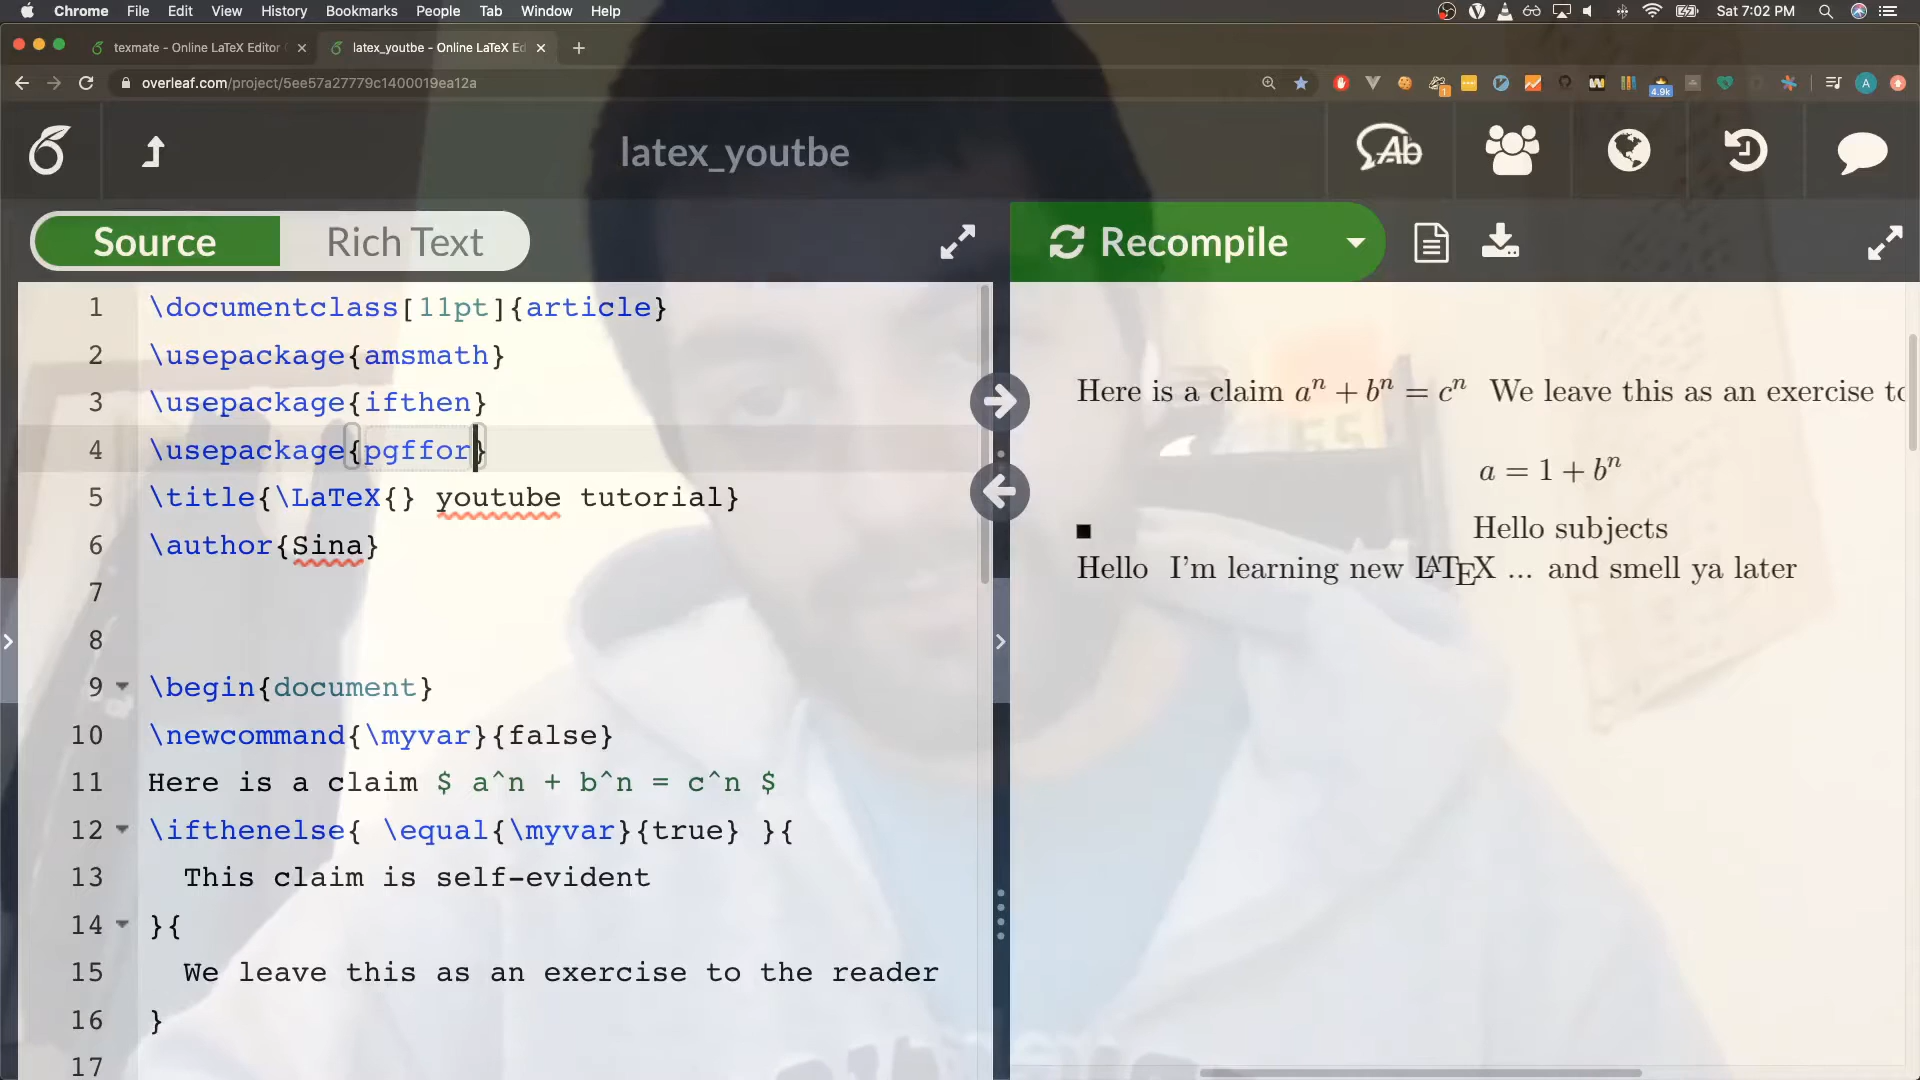 Chrome File Edit View History Bookmarks People Tab Window Help
Sat 7:02 PM
texmate - Online LaTeX Editor
latex_youtbe - Online LaTeX Ed
overleaf.com/project/5ee57a27779c1400019ea12a
1
4.9k
A
latex_youtbe
Ab
Source
Rich Text
Recompile
1 \documentclass[11pt]{article}
2 \usepackage{amsmath}
3 \usepackage{ifthen}
4 \usepackage{pgffor}
5 \title{\LaTeX{} youtube tutorial}
6 \author{Sina}
7
8
9 \begin{document}
10 \newcommand{\myvar}{false}
11 Here is a claim $ a^n + b^n = c^n $
12 \ifthenelse{ \equal{\myvar}{true} }{
13 This claim is self-evident
14 }{
15 We leave this as an exercise to the reader
16 }
17
Here is a claim aⁿ + bⁿ = cⁿ We leave this as an exercise to
a = 1 + bⁿ
Hello subjects
Hello I'm learning new LATEX ... and smell ya later